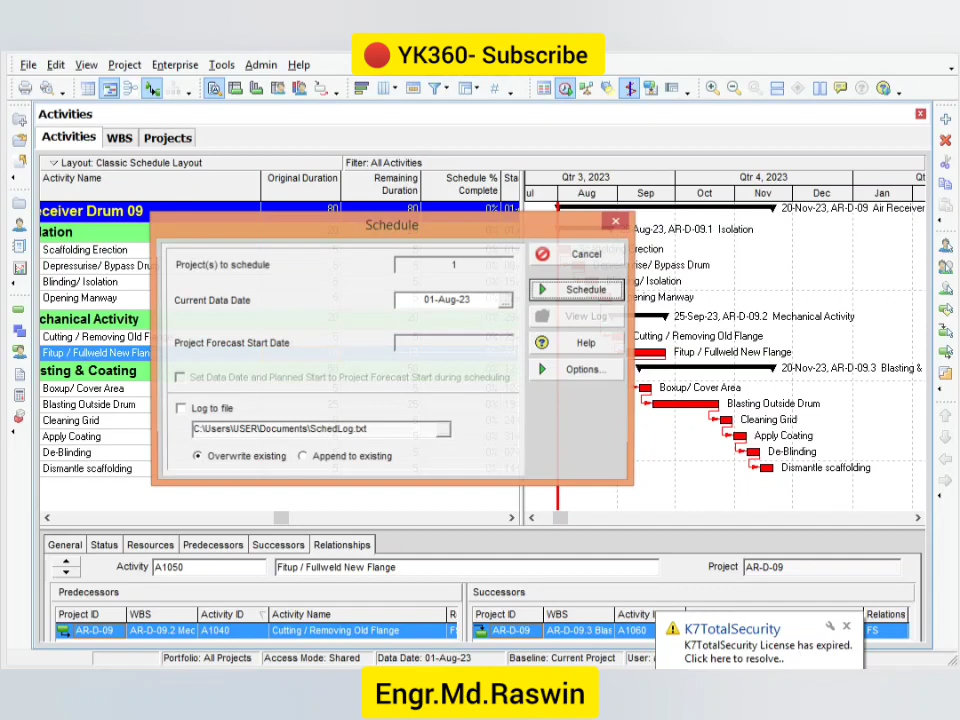 YK360- Subscribe
File Edit View Project Enterprise Tools Admin Help
Activities
Activities WBS Projects
Layout: Classic Schedule Layout Filter: All Activities
Activity Name Original Duration Remaining Duration Schedule % Complete Sta
Qtr 3, 2023 Qtr 4, 2023 Qt
ul Aug Sep Oct Nov Dec Jan
eceiver Drum 09 80 80 0% 01-
20-Nov-23, AR-D-09 Air Receiver
lation
Aug-23, AR-D-09.1 Isolation
Scaffolding Erection
Depressurise/ Bypass Dru
Bypass Drum
Blinding/ Isolation
Isolation
Opening Manway
chanical Activity
25-Sep-23, AR-D-09.2 Mechanical Activity
Cutting / Removing Old F
Cutting / Removing Old Flange
Fitup / Fullweld New Flan
Fitup / Fullweld New Flange
sting & Coating
20-Nov-23, AR-D-09.3 Blasting &
Boxup/ Cover Area
Boxup/ Cover Area
Blasting Outside Drum
Blasting Outside Drum
Cleaning Grid
Cleaning Grid
Apply Coating
Apply Coating
De-Blinding
De-Blinding
Dismantle scaffolding
Dismantle scaffolding
Schedule
Project(s) to schedule 1
Current Data Date 01-Aug-23 ...
Project Forecast Start Date
Set Data Date and Planned Start to Project Forecast Start during scheduling
Log to file
C:\Users\USER\Documents\SchedLog.txt
Overwrite existing Append to existing
Cancel
Schedule
View Log
Help
Options...
General Status Resources Predecessors Successors Relationships
Activity A1050 Fitup / Fullweld New Flange Project AR-D-09
Predecessors Successors
Project ID WBS Activity ID Activity Name R
Project ID WBS Activity I Relations
AR-D-09 AR-D-09.2 Mec A1040 Cutting / Removing Old Flange
AR-D-09 AR-D-09.3 Blas A1060 FS
K7TotalSecurity
K7TotalSecurity License has expired.
Click here to resolve..
Portfolio: All Projects Access Mode: Shared Data Date: 01-Aug-23 Baseline: Current Project User:
Engr.Md.Raswin